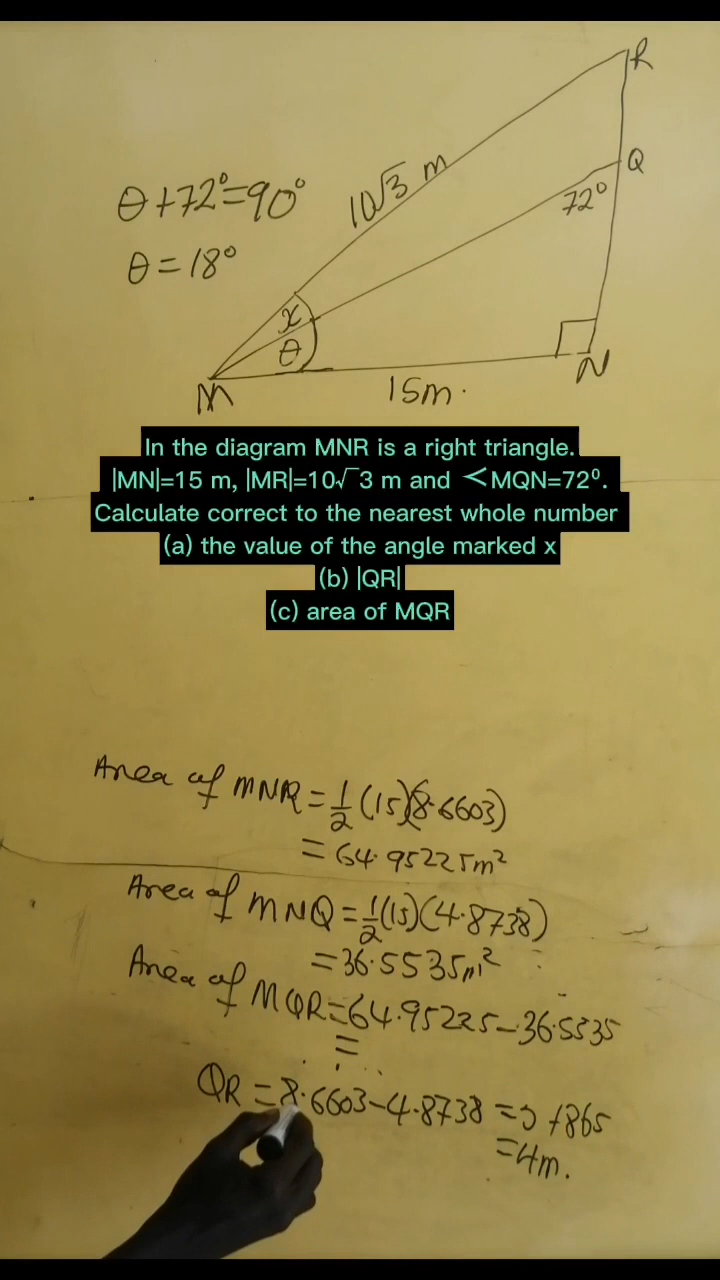 R
Q
10√3 m
72°
θ+72°=90°
θ=18°
x
θ
M
15m.
N
In the diagram MNR is a right triangle.
|MN|=15 m, |MR|=10√3 m and ∠MQN=72⁰.
Calculate correct to the nearest whole number
(a) the value of the angle marked x
(b) |QR|
(c) area of MQR
Area of MNR=½(15)(8.6603)
=64.95225m²
Area of MNQ=½(15)(4.8738)
=36.5535m²
Area of MQR=64.95225-36.5535
=
QR=8.6603-4.8738=
=4m.